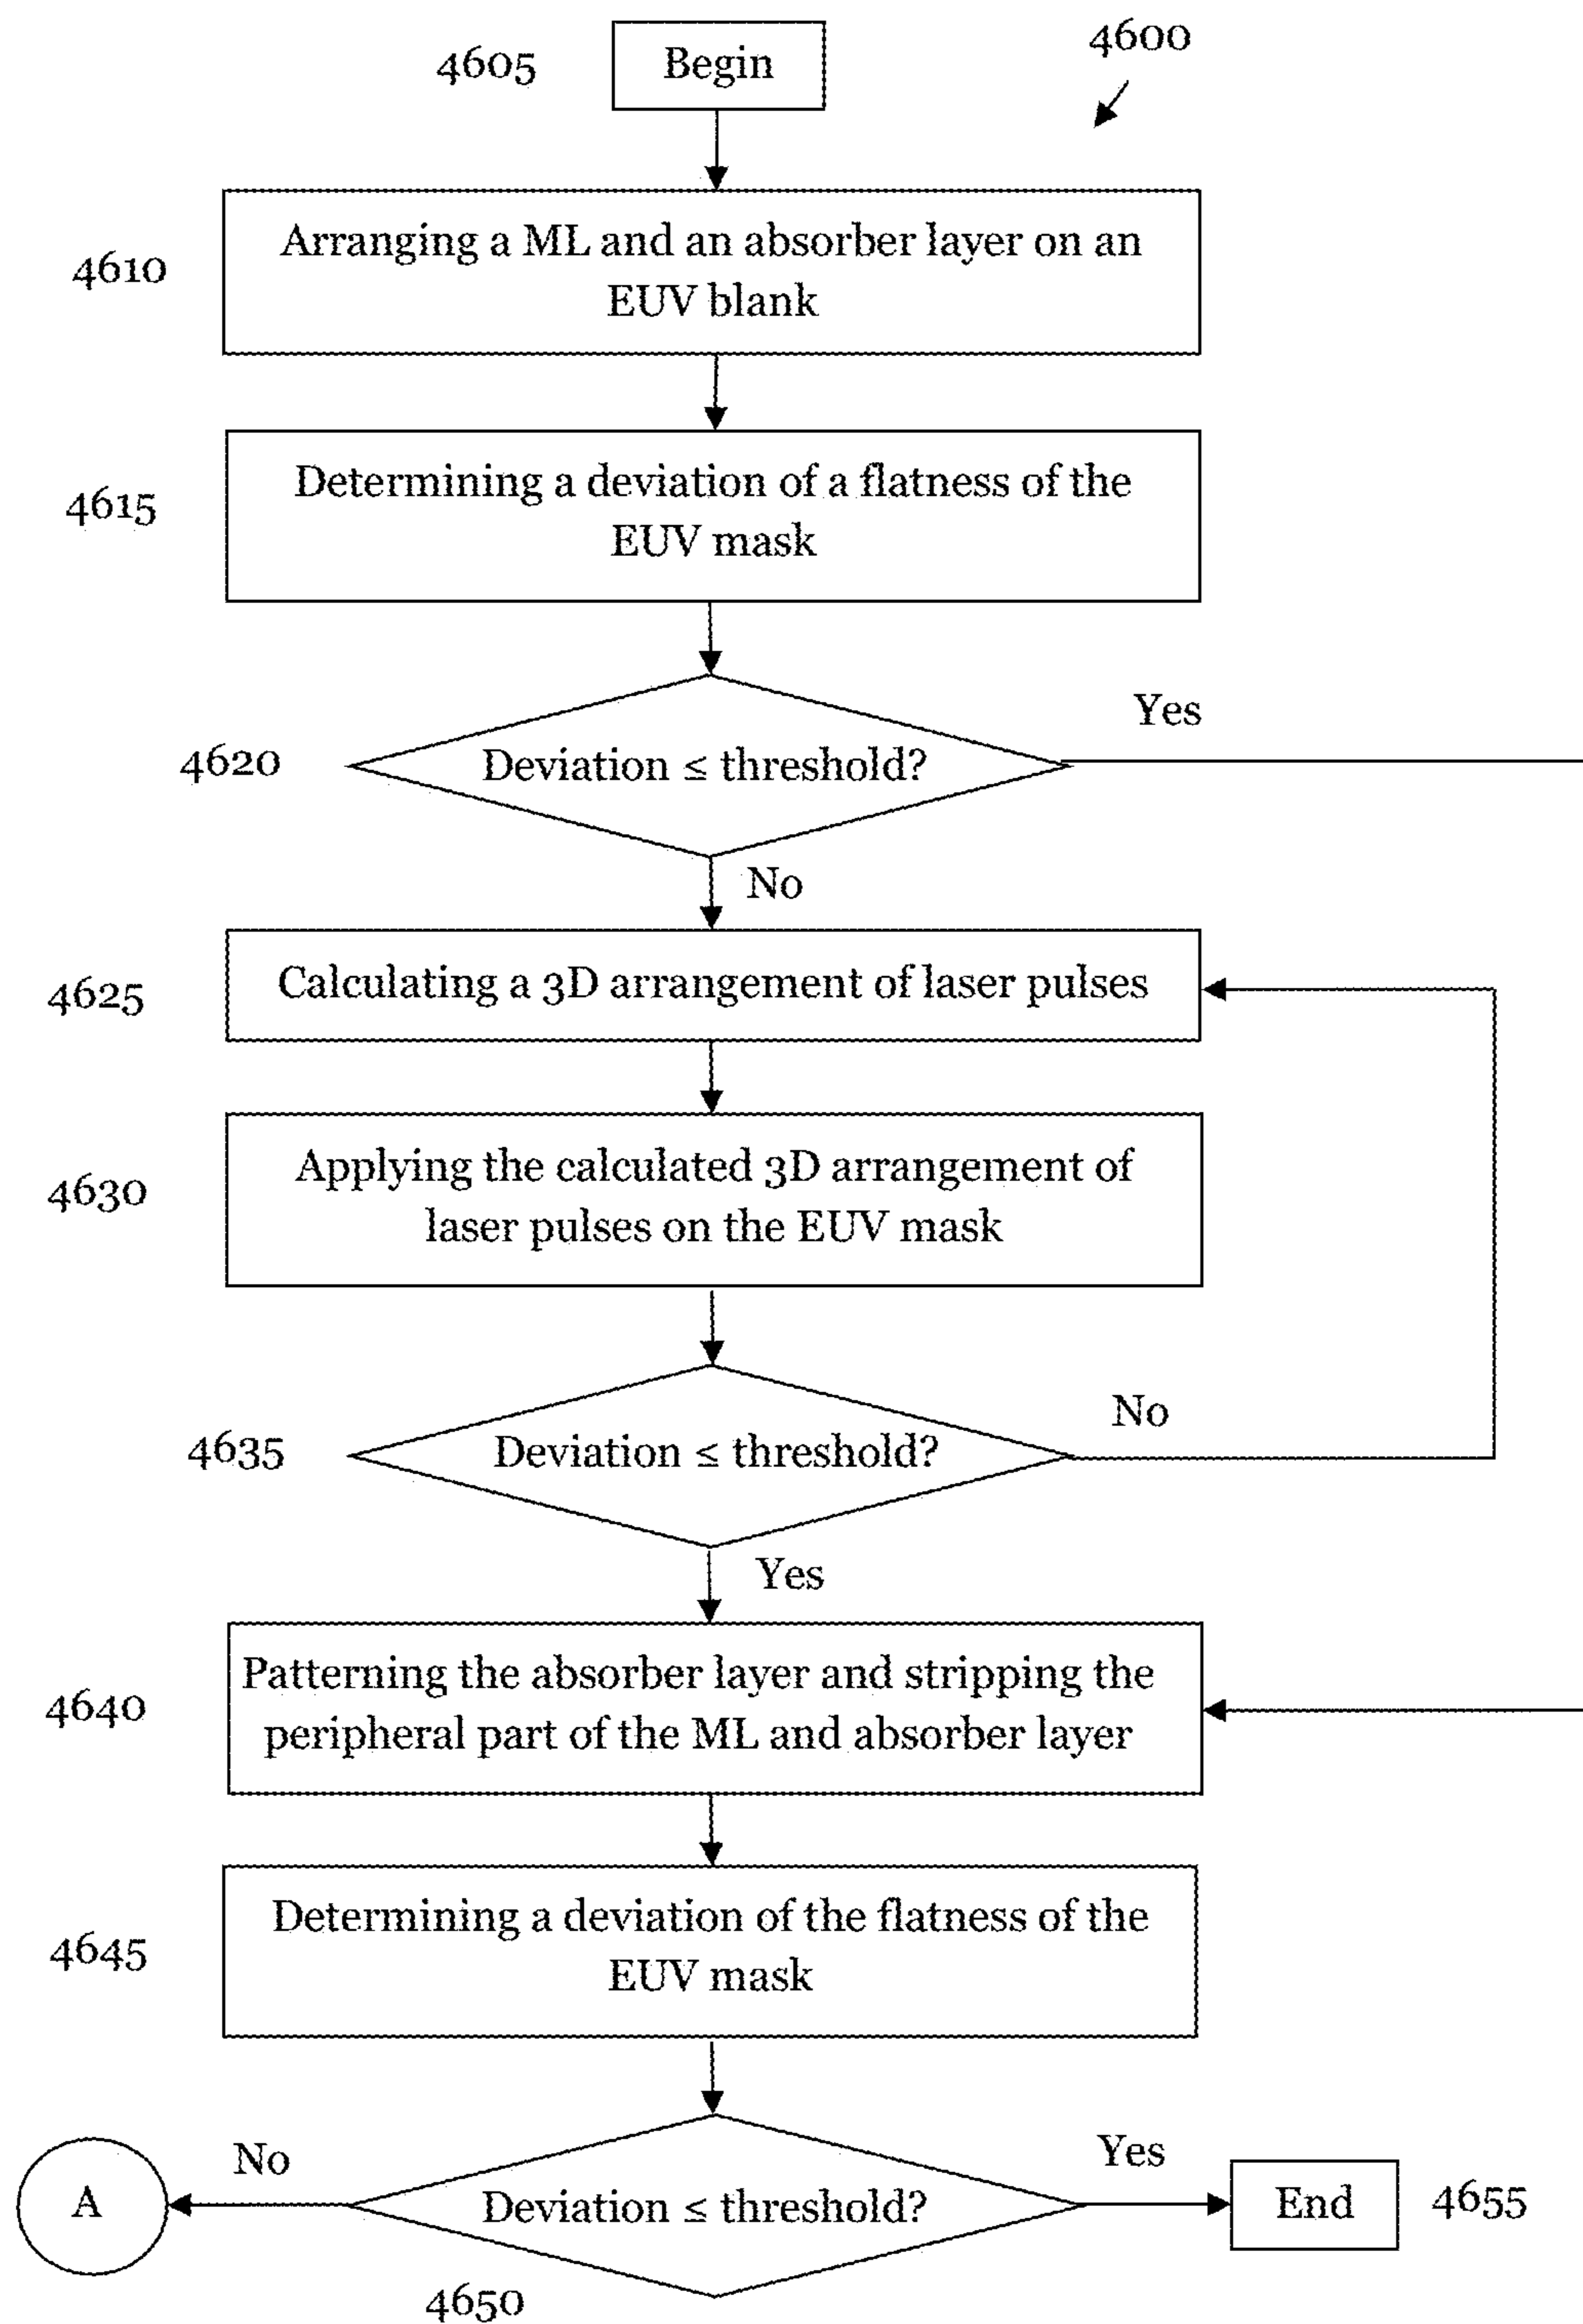 4600
4605
Begin
4610
Arranging a ML and an absorber layer on an
EUV blank
4615
Determining a deviation of a flatness of the
EUV mask
4620
Deviation ≤ threshold?
Yes
No
4625
Calculating a 3D arrangement of laser pulses
4630
Applying the calculated 3D arrangement of
laser pulses on the EUV mask
4635
Deviation ≤ threshold?
No
Yes
4640
Patterning the absorber layer and stripping the
peripheral part of the ML and absorber layer
4645
Determining a deviation of the flatness of the
EUV mask
A
No
Deviation ≤ threshold?
Yes
End
4655
4650